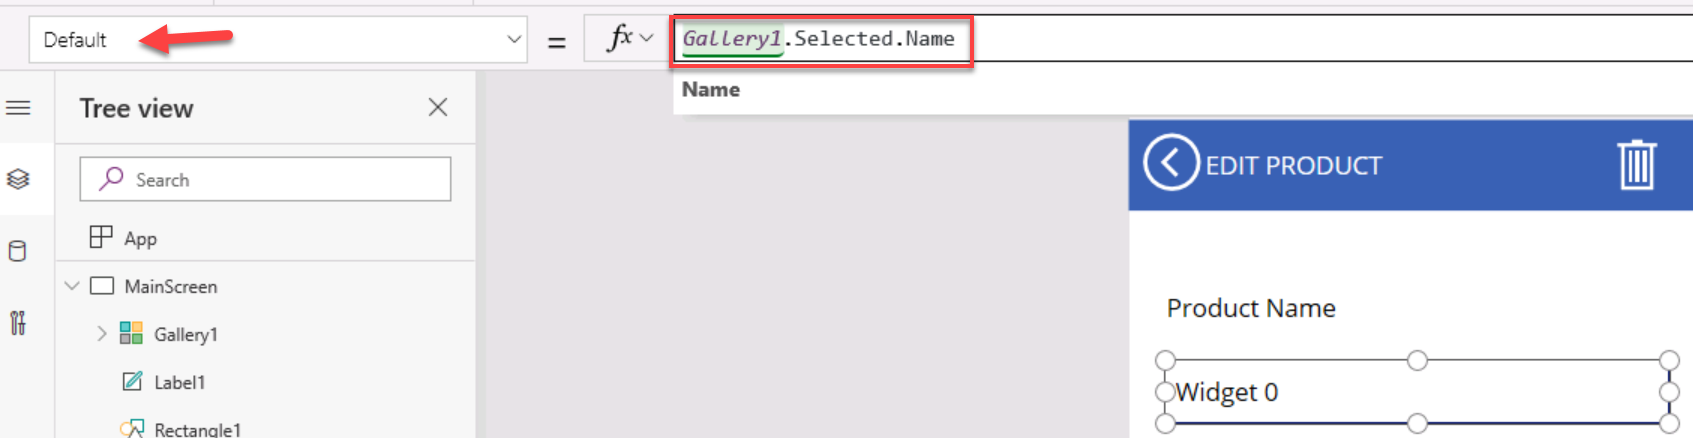 Default
=
fx
Gallery1.Selected.Name
Name
Tree view
Search
App
MainScreen
Gallery1
Label1
Rectangle1
EDIT PRODUCT
Product Name
Widget 0